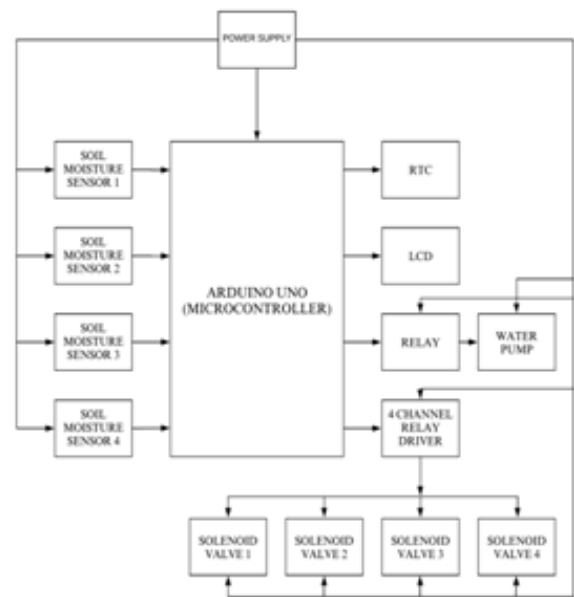 POWER SUPPLY
SOIL
MOISTURE
SENSOR 1
SOIL
MOISTURE
SENSOR 2
SOIL
MOISTURE
SENSOR 3
SOIL
MOISTURE
SENSOR 4
ARDUINO UNO
(MICROCONTROLLER)
RTC
LCD
RELAY
WATER
PUMP
4 CHANNEL
RELAY
DRIVER
SOLENOID
VALVE 1
SOLENOID
VALVE 2
SOLENOID
VALVE 3
SOLENOID
VALVE 4